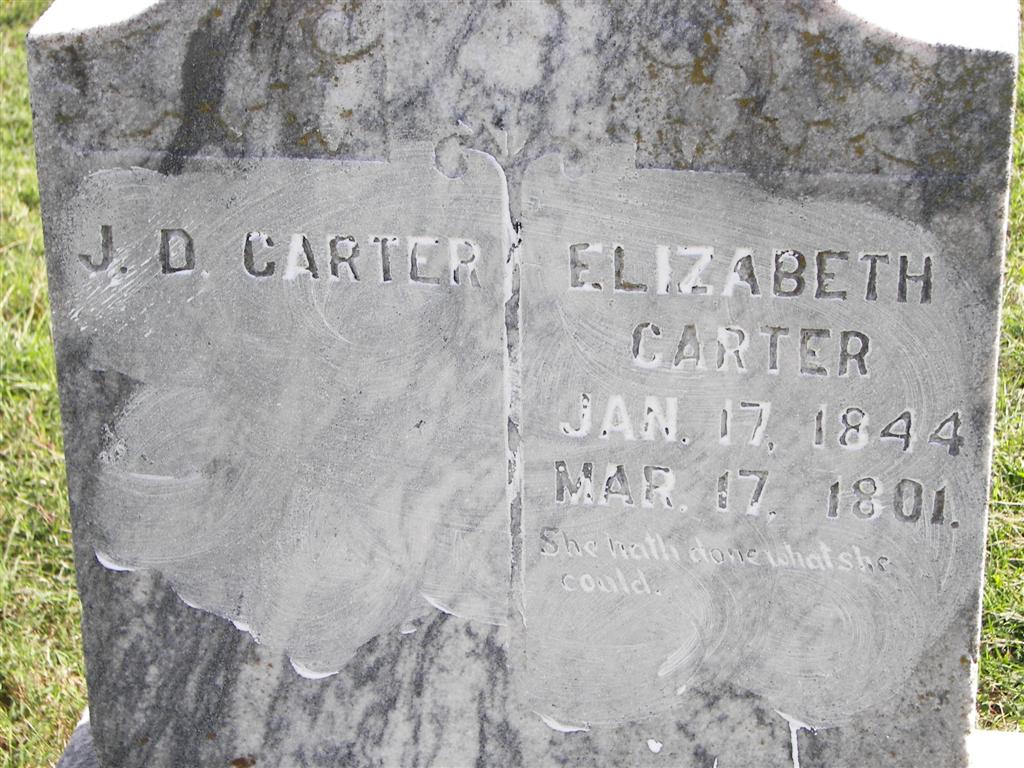 J. D. CARTER
ELIZABETH
CARTER
JAN. 17, 1844
MAR. 17, 1801.
She hath done what she
could.